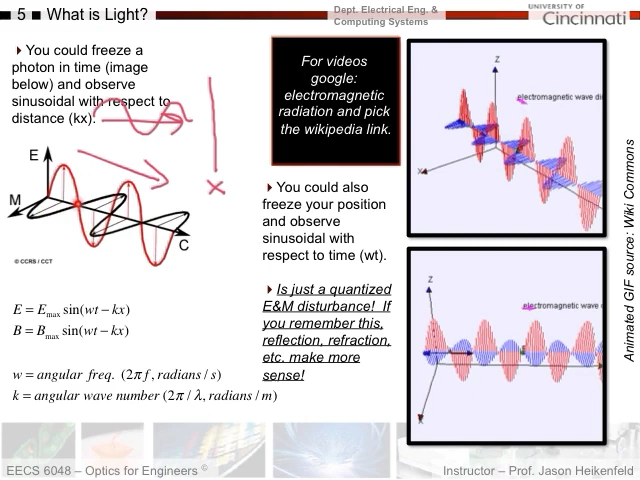 5 ■ What is Light?
Dept. Electrical Eng. &
Computing Systems
UNIVERSITY OF
Cincinnati
You could freeze a
photon in time (image
below) and observe
sinusoidal with respect to
distance (kx).
x
E
M
C
© CCRS / CCT
E = Emax sin(wt − kx)
B = Bmax sin(wt − kx)
w = angular freq. (2π f, radians / s)
k = angular wave number (2π / λ, radians / m)
For videos
google:
electromagnetic
radiation and pick
the wikipedia link.
You could also
freeze your position
and observe
sinusoidal with
respect to time (wt).
Is just a quantized
E&M disturbance! If
you remember this,
reflection, refraction,
etc. make more
sense!
Z
electromagnetic wave di
X
Z
electromagnetic wave
X
Animated GIF source: Wiki Commons
EECS 6048 – Optics for Engineers ©
Instructor – Prof. Jason Heikenfeld